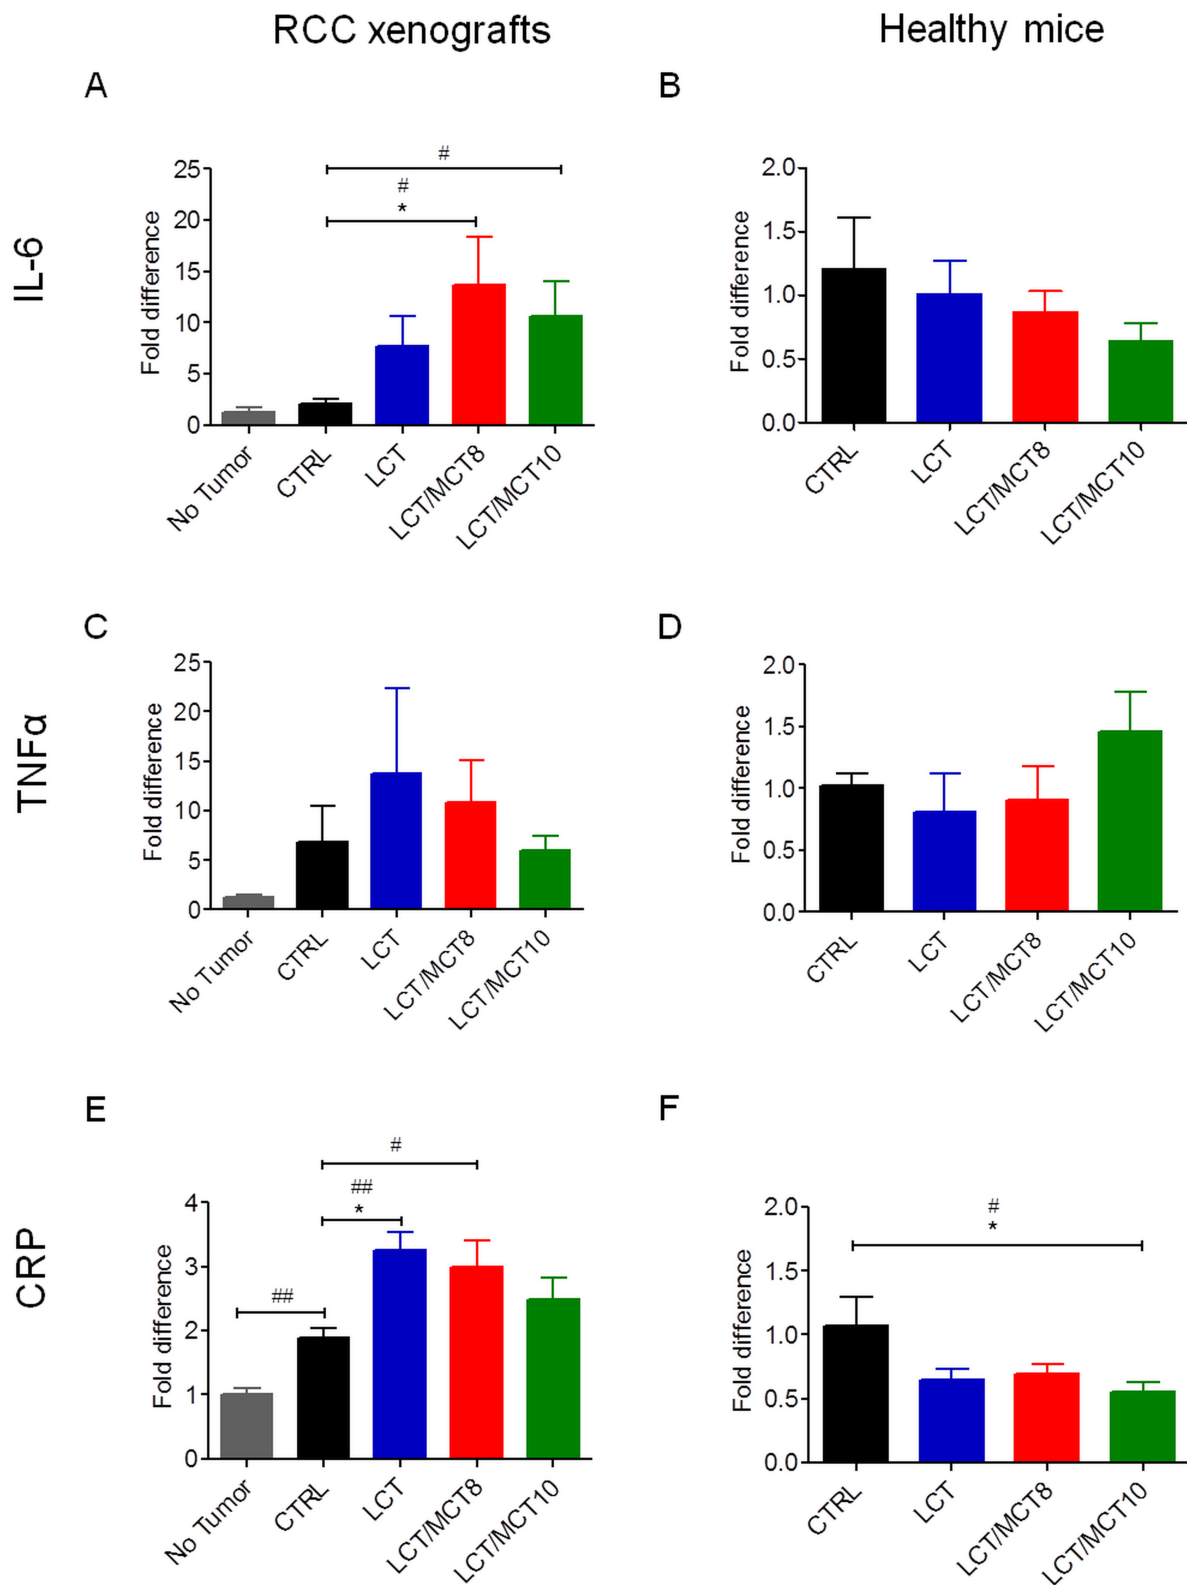 RCC xenografts
Healthy mice
IL-6
A
Fold difference
25
20
15
10
5
0
#
#
*
No Tumor
CTRL
LCT
LCT/MCT8
LCT/MCT10
B
Fold difference
2.0
1.5
1.0
0.5
0.0
CTRL
LCT
LCT/MCT8
LCT/MCT10
TNFα
C
Fold difference
25
20
15
10
5
0
No Tumor
CTRL
LCT
LCT/MCT8
LCT/MCT10
D
Fold difference
2.0
1.5
1.0
0.5
0.0
CTRL
LCT
LCT/MCT8
LCT/MCT10
CRP
E
Fold difference
4
3
2
1
0
#
##
*
##
No Tumor
CTRL
LCT
LCT/MCT8
LCT/MCT10
F
Fold difference
2.0
1.5
1.0
0.5
0.0
#
*
CTRL
LCT
LCT/MCT8
LCT/MCT10